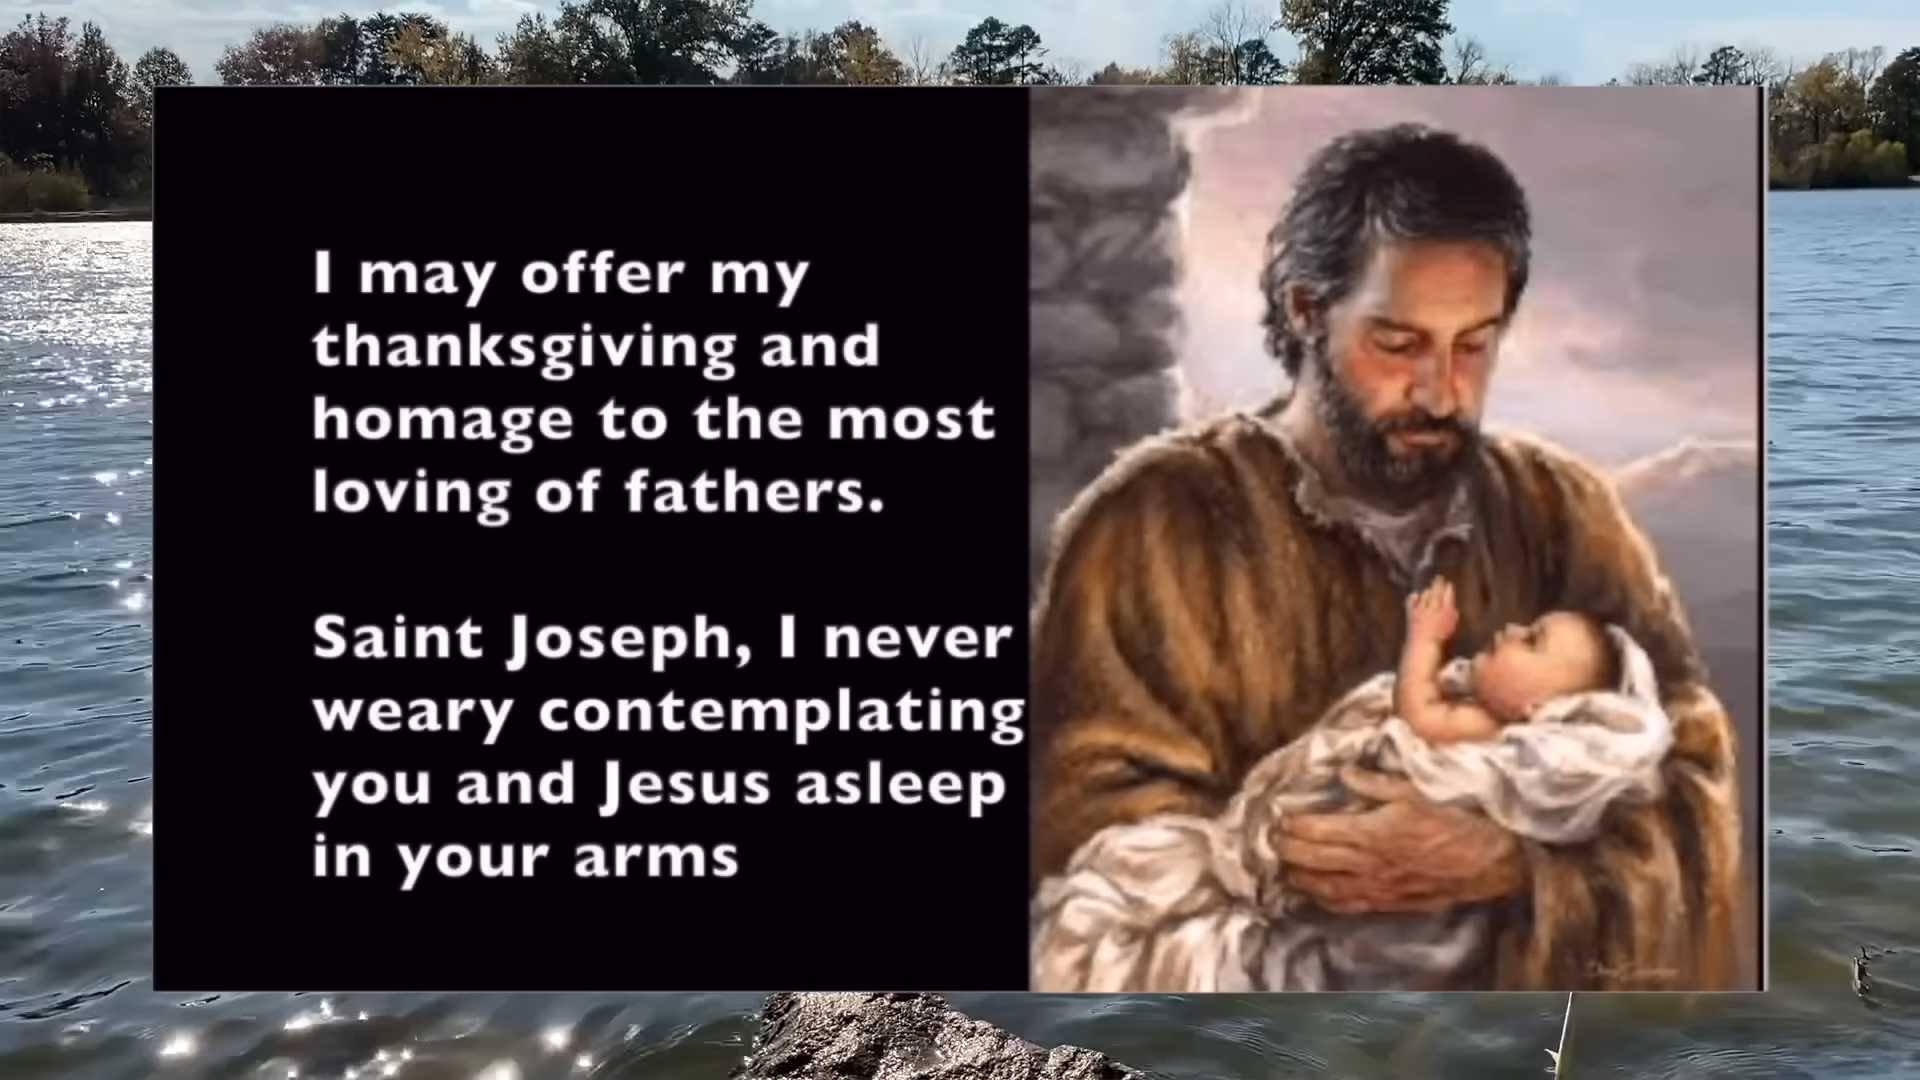 I may offer my
thanksgiving and
homage to the most
loving of fathers.
Saint Joseph, I never
weary contemplating
you and Jesus asleep
in your arms